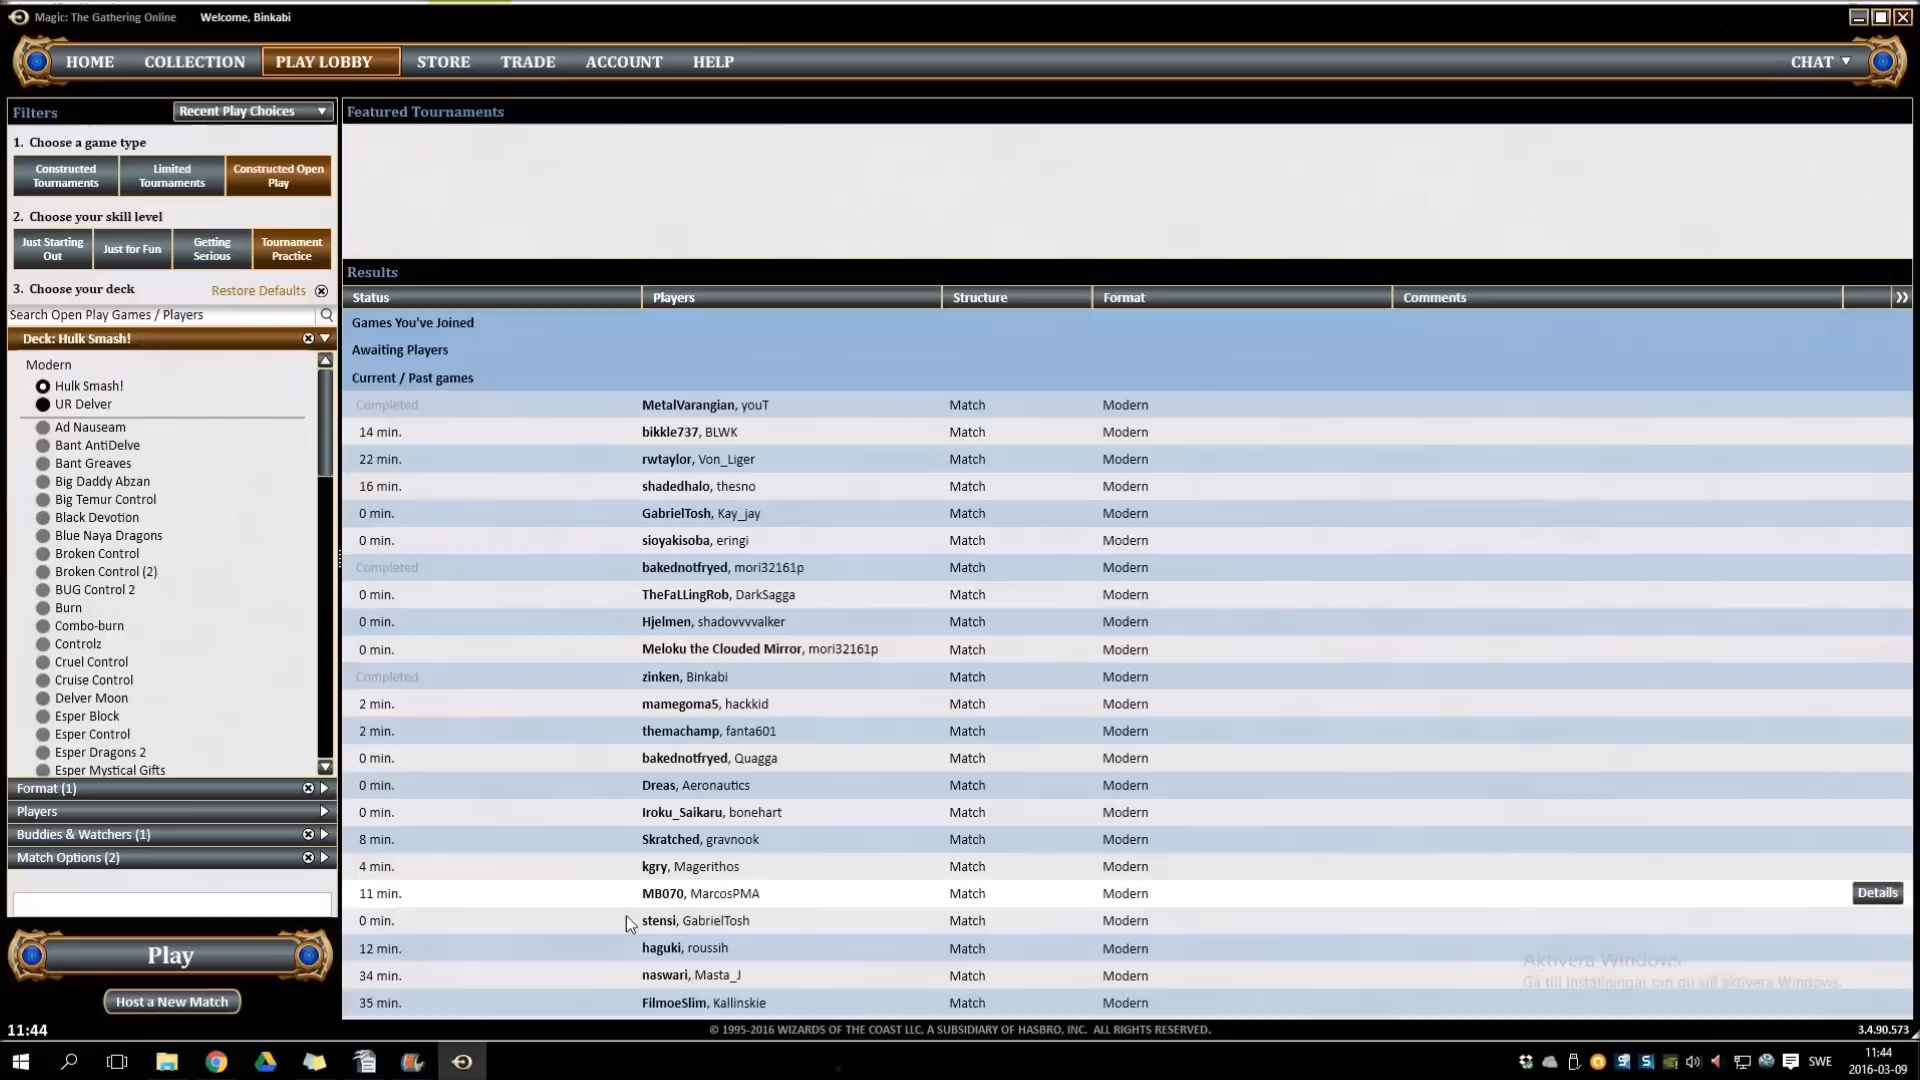 Magic: The Gathering Online Welcome, Binkabi
HOME COLLECTION PLAY LOBBY STORE TRADE ACCOUNT HELP CHAT
Filters Recent Play Choices
1. Choose a game type
Constructed Tournaments Limited Tournaments Constructed Open Play
2. Choose your skill level
Just Starting Out Just for Fun Getting Serious Tournament Practice
3. Choose your deck Restore Defaults
Search Open Play Games / Players
Deck: Hulk Smash!
Modern
Hulk Smash!
UR Delver
Ad Nauseam
Bant AntiDelve
Bant Greaves
Big Daddy Abzan
Big Temur Control
Black Devotion
Blue Naya Dragons
Broken Control
Broken Control (2)
BUG Control 2
Burn
Combo-burn
Controlz
Cruel Control
Cruise Control
Delver Moon
Esper Block
Esper Control
Esper Dragons 2
Esper Mystical Gifts
Format (1)
Players
Buddies & Watchers (1)
Match Options (2)
Play
Host a New Match
11:44
Featured Tournaments
Results
Status Players Structure Format Comments
Games You've Joined
Awaiting Players
Current / Past games
Completed MetalVarangian, youT Match Modern
14 min. bikkle737, BLWK Match Modern
22 min. rwtaylor, Von_Liger Match Modern
16 min. shadedhalo, thesno Match Modern
0 min. GabrielTosh, Kay_jay Match Modern
0 min. sioyakisoba, eringi Match Modern
Completed bakednotfryed, mori32161p Match Modern
0 min. TheFaLLingRob, DarkSagga Match Modern
0 min. Hjelmen, shadovvvvalker Match Modern
0 min. Meloku the Clouded Mirror, mori32161p Match Modern
Completed zinken, Binkabi Match Modern
2 min. mamegoma5, hackkid Match Modern
2 min. themachamp, fanta601 Match Modern
0 min. bakednotfryed, Quagga Match Modern
0 min. Dreas, Aeronautics Match Modern
0 min. Iroku_Saikaru, bonehart Match Modern
8 min. Skratched, gravnook Match Modern
4 min. kgry, Magerithos Match Modern
11 min. MB070, MarcosPMA Match Modern Details
0 min. stensi, GabrielTosh Match Modern
12 min. haguki, roussih Match Modern
34 min. naswari, Masta_J Match Modern
35 min. FilmoeSlim, Kallinskie Match Modern
Aktivera Windows
Gå till Inställningar om du vill aktivera Windows.
© 1995-2016 WIZARDS OF THE COAST LLC, A SUBSIDIARY OF HASBRO, INC. ALL RIGHTS RESERVED.
3.4.90.573
SWE
11:44
2016-03-09